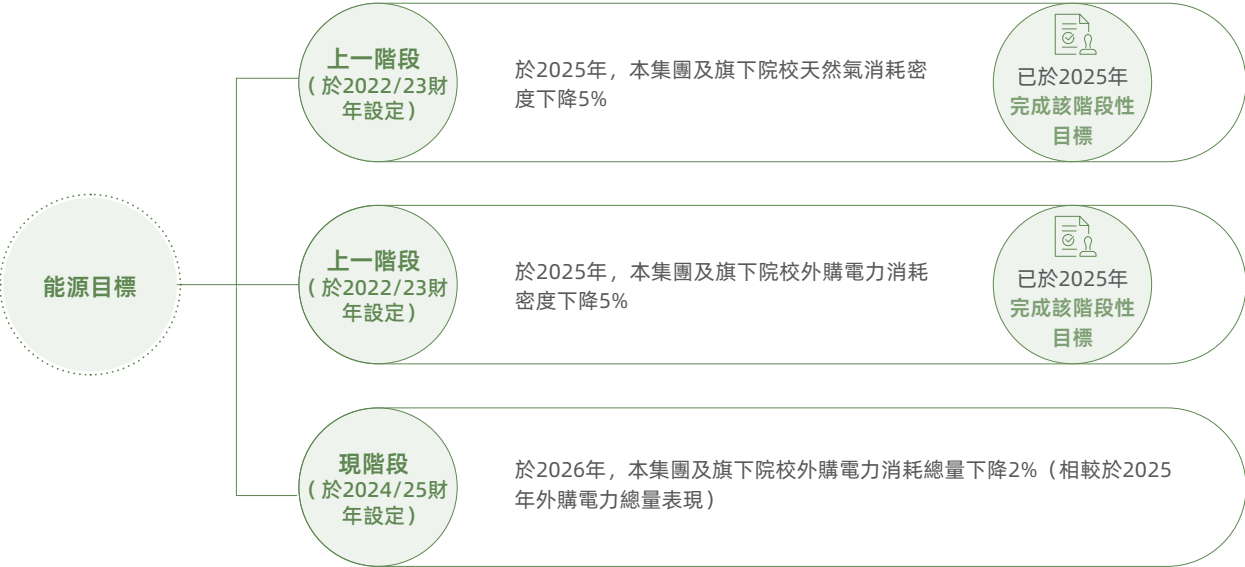 能源目標
上一階段
（於2022/23財
年設定）
於2025年，本集團及旗下院校天然氣消耗密
度下降5%
已於2025年
完成該階段性
目標
上一階段
（於2022/23財
年設定）
於2025年，本集團及旗下院校外購電力消耗
密度下降5%
已於2025年
完成該階段性
目標
現階段
（於2024/25財
年設定）
於2026年，本集團及旗下院校外購電力消耗總量下降2%（相較於2025
年外購電力總量表現）